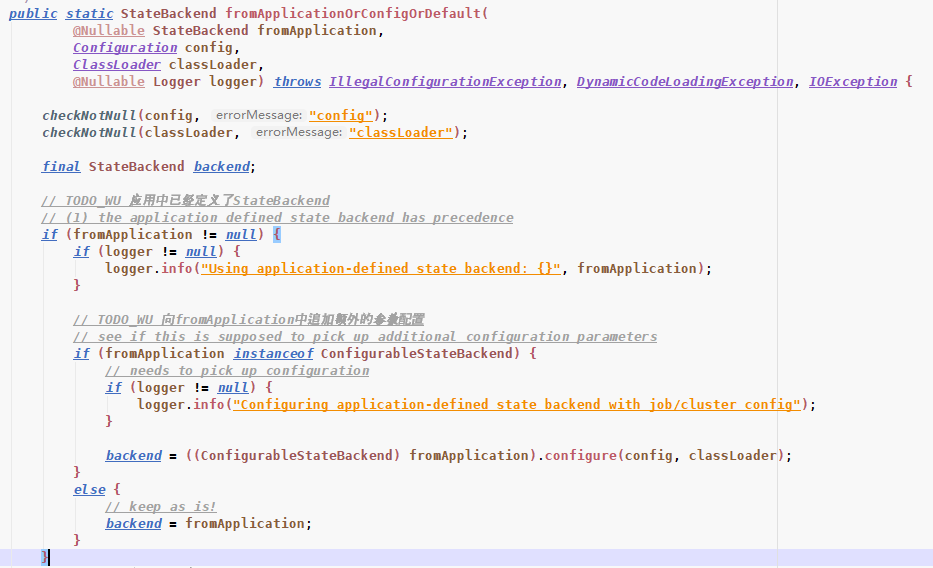 public static StateBackend fromApplicationOrConfigOrDefault(
@Nullable StateBackend fromApplication,
Configuration config,
ClassLoader classLoader,
@Nullable Logger logger) throws IllegalConfigurationException, DynamicCodeLoadingException, IOException {
checkNotNull(config, errorMessage: "config");
checkNotNull(classLoader, errorMessage: "classLoader");
final StateBackend backend;
// TODO_WU 应用中已经定义了StateBackend
// (1) the application defined state backend has precedence
if (fromApplication != null) {
if (logger != null) {
logger.info("Using application-defined state backend: {}", fromApplication);
}
// TODO_WU 向fromApplication中追加额外的参数配置
// see if this is supposed to pick up additional configuration parameters
if (fromApplication instanceof ConfigurableStateBackend) {
// needs to pick up configuration
if (logger != null) {
logger.info("Configuring application-defined state backend with job/cluster config");
}
backend = ((ConfigurableStateBackend) fromApplication).configure(config, classLoader);
}
else {
// keep as is!
backend = fromApplication;
}
}